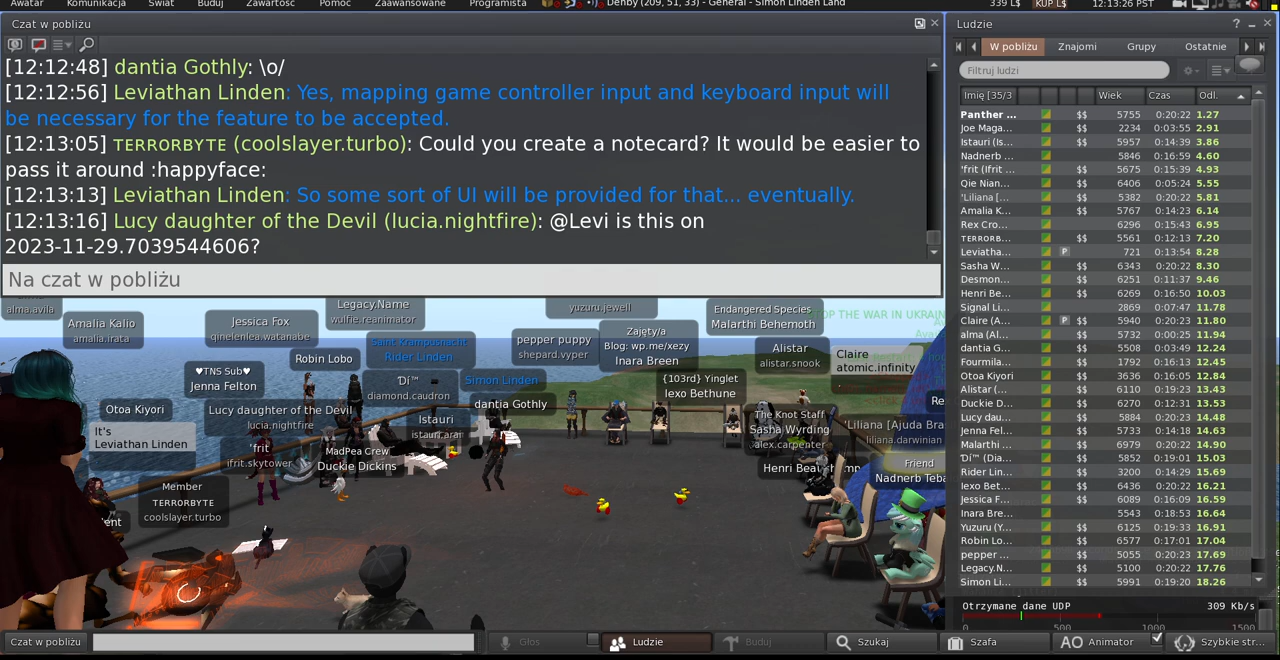 Awatar Komunikacja Świat Buduj Zawartość Pomoc Zaawansowane Programista Denby (209, 51, 33) - General - Simon Linden Land 339 L$ KUP L$ 12:13:26 PST
Czat w pobliżu
[12:12:48] dantia Gothly: \o/
[12:12:56] Leviathan Linden: Yes, mapping game controller input and keyboard input will
be necessary for the feature to be accepted.
[12:13:05] ᴛᴇʀʀᴏʀʙʏᴛᴇ (coolslayer.turbo): Could you create a notecard? It would be easier to
pass it around :happyface:
[12:13:13] Leviathan Linden: So some sort of UI will be provided for that... eventually.
[12:13:16] Lucy daughter of the Devil (lucia.nightfire): @Levi is this on
2023-11-29.7039544606?
Na czat w pobliżu
alma.avila
Amalia Kalio
amalia.irata
Jessica Fox
qinelenlea.watanabe
Legacy.Name
wulfie.reanimator
yuzuru.jewell
Endangered Species
Malarthi Behemoth
STOP THE WAR IN UKRAIN
Saint Krampusnacht
Rider Linden
pepper puppy
shepard.vyper
Zajęty/a
Blog: wp.me/xezy
Inara Breen
Robin Lobo
Alistar
alistar.snook
Claire
atomic.infinity
♥TNS Sub♥
Jenna Felton
Ɗí™
diamond.caudron
Simon Linden
{103rd} Yinglet
Iexo Bethune
Otoa Kiyori
Lucy daughter of the Devil
lucia.nightfire
dantia Gothly
Re
It's
Leviathan Linden
Istauri
istauri.arai
The Knot Staff
Sasha Wyrding
alex.carpenter
'Liliana [Ajuda Bra
liliana.darwinian
'frit
ifrit.skytower
MadPea Crew
Duckie Dickins
Henri Beau
Friend
Nadnerb Teba
Member
ᴛᴇʀʀᴏʀʙʏᴛᴇ
coolslayer.turbo
Ludzie
W pobliżu Znajomi Grupy Ostatnie
Filtruj ludzi
Imię [35/3 Wiek Czas Odl.
Panther ... $$ 5755 0:20:22 1.27
Joe Maga... $$ 2234 0:03:55 2.91
Istauri (Is... $$ 5957 0:14:39 3.86
Nadnerb ... 5846 0:16:59 4.60
'frit (Ifrit ... $$ 5675 0:15:39 4.93
Qie Nian... $$ 6406 0:05:24 5.55
'Liliana [... $$ 5382 0:20:22 5.81
Amalia K... $$ 5767 0:14:23 6.14
Rex Cro... $$ 6296 0:15:43 6.95
ᴛᴇʀʀᴏʀʙ... $$ 5561 0:12:13 7.20
Leviatha... P 721 0:13:54 8.28
Sasha W... $$ 6343 0:20:22 8.30
Desmon... $$ 6251 0:11:37 9.46
Henri Be... $$ 6269 0:16:50 10.03
Signal Li... 2869 0:07:47 11.78
Claire (A... P $$ 5940 0:20:23 11.80
alma (Al... $$ 5732 0:00:25 11.94
dantia G... $$ 5508 0:03:49 12.24
Fourmila... $$ 1792 0:16:13 12.45
Otoa Kiyori $$ 3636 0:16:05 12.84
Alistar (... $$ 6110 0:19:23 13.43
Duckie D... $$ 6270 0:12:31 13.53
Lucy dau... $$ 5884 0:20:23 14.48
Jenna Fel... $$ 5733 0:14:18 14.63
Malarthi ... $$ 6979 0:20:22 14.90
Ɗí™ (Dia... $$ 5852 0:19:01 15.03
Rider Lin... $$ 3200 0:14:29 15.69
Iexo Bet... $$ 6436 0:20:22 16.21
Jessica F... $$ 6089 0:16:09 16.59
Inara Bre... 5543 0:18:53 16.64
Yuzuru (Y... $$ 6125 0:19:33 16.91
Robin Lo... $$ 6577 0:17:01 17.04
pepper ... $$ 5055 0:20:23 17.69
Legacy.N... $$ 5100 0:20:22 17.76
Simon Li... $$ 5991 0:19:20 18.26
Otrzymane dane UDP 309 Kb/s
0 500 1000 1500
Czat w pobliżu Głos Ludzie Buduj Szukaj Szafa AO Animator Szybkie str...